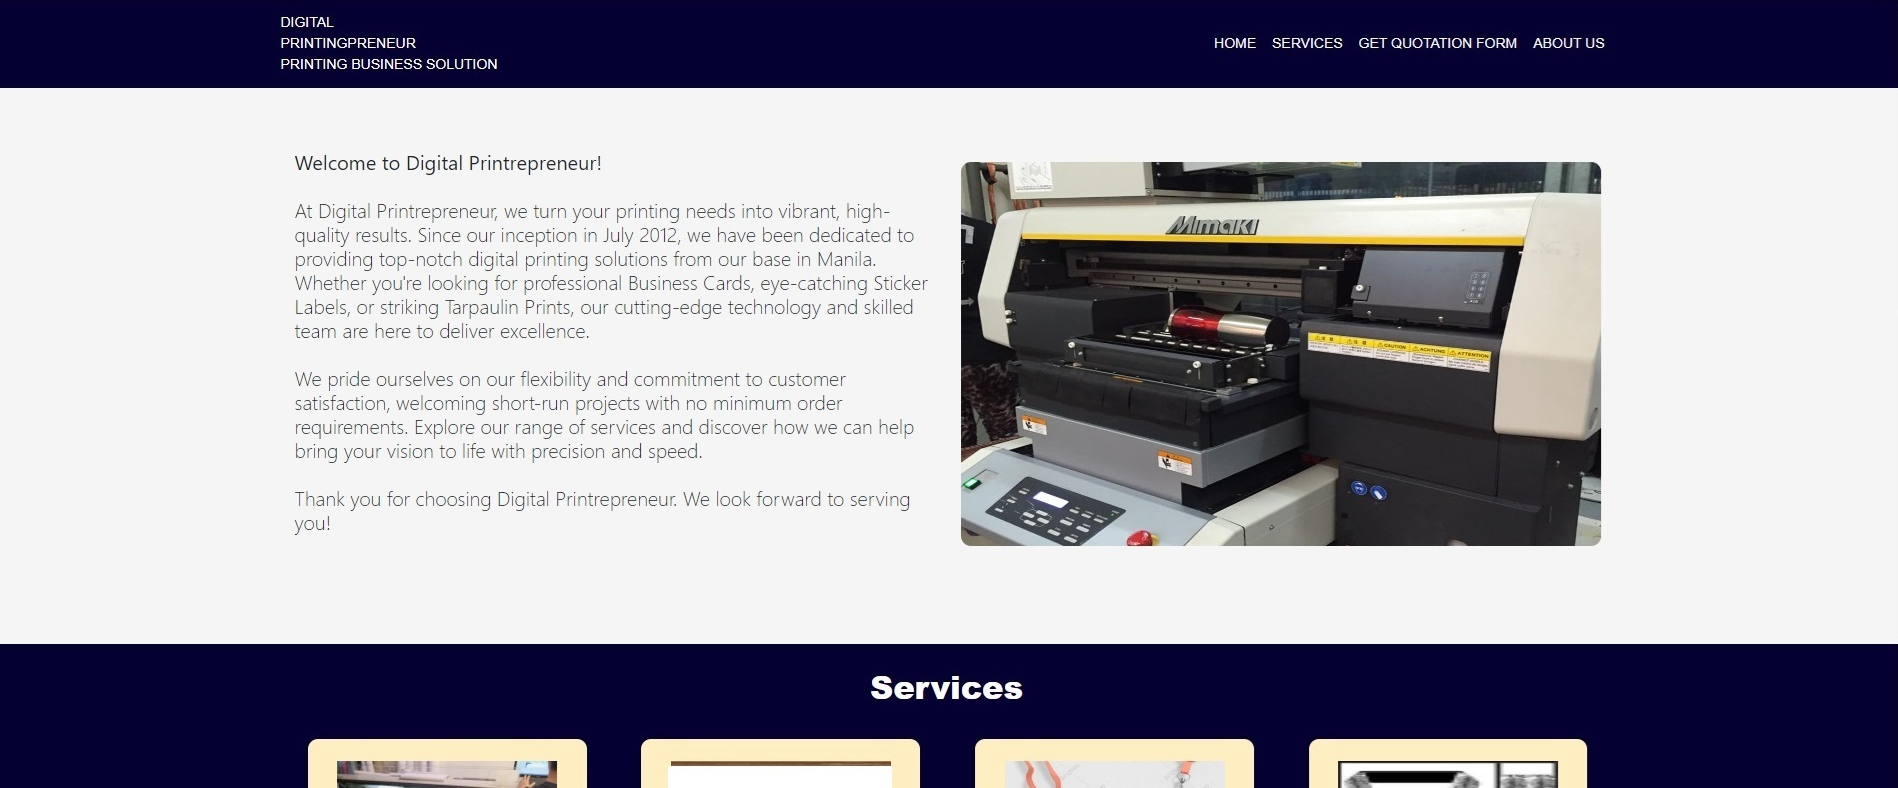 DIGITAL
PRINTINGPRENEUR
PRINTING BUSINESS SOLUTION
HOME SERVICES GET QUOTATION FORM ABOUT US
Welcome to Digital Printrepreneur!
At Digital Printrepreneur, we turn your printing needs into vibrant, high-
quality results. Since our inception in July 2012, we have been dedicated to
providing top-notch digital printing solutions from our base in Manila.
Whether you're looking for professional Business Cards, eye-catching Sticker
Labels, or striking Tarpaulin Prints, our cutting-edge technology and skilled
team are here to deliver excellence.
We pride ourselves on our flexibility and commitment to customer
satisfaction, welcoming short-run projects with no minimum order
requirements. Explore our range of services and discover how we can help
bring your vision to life with precision and speed.
Thank you for choosing Digital Printrepreneur. We look forward to serving
you!
Mimaki
CAUTION ACHTUNG ATTENTION
Services